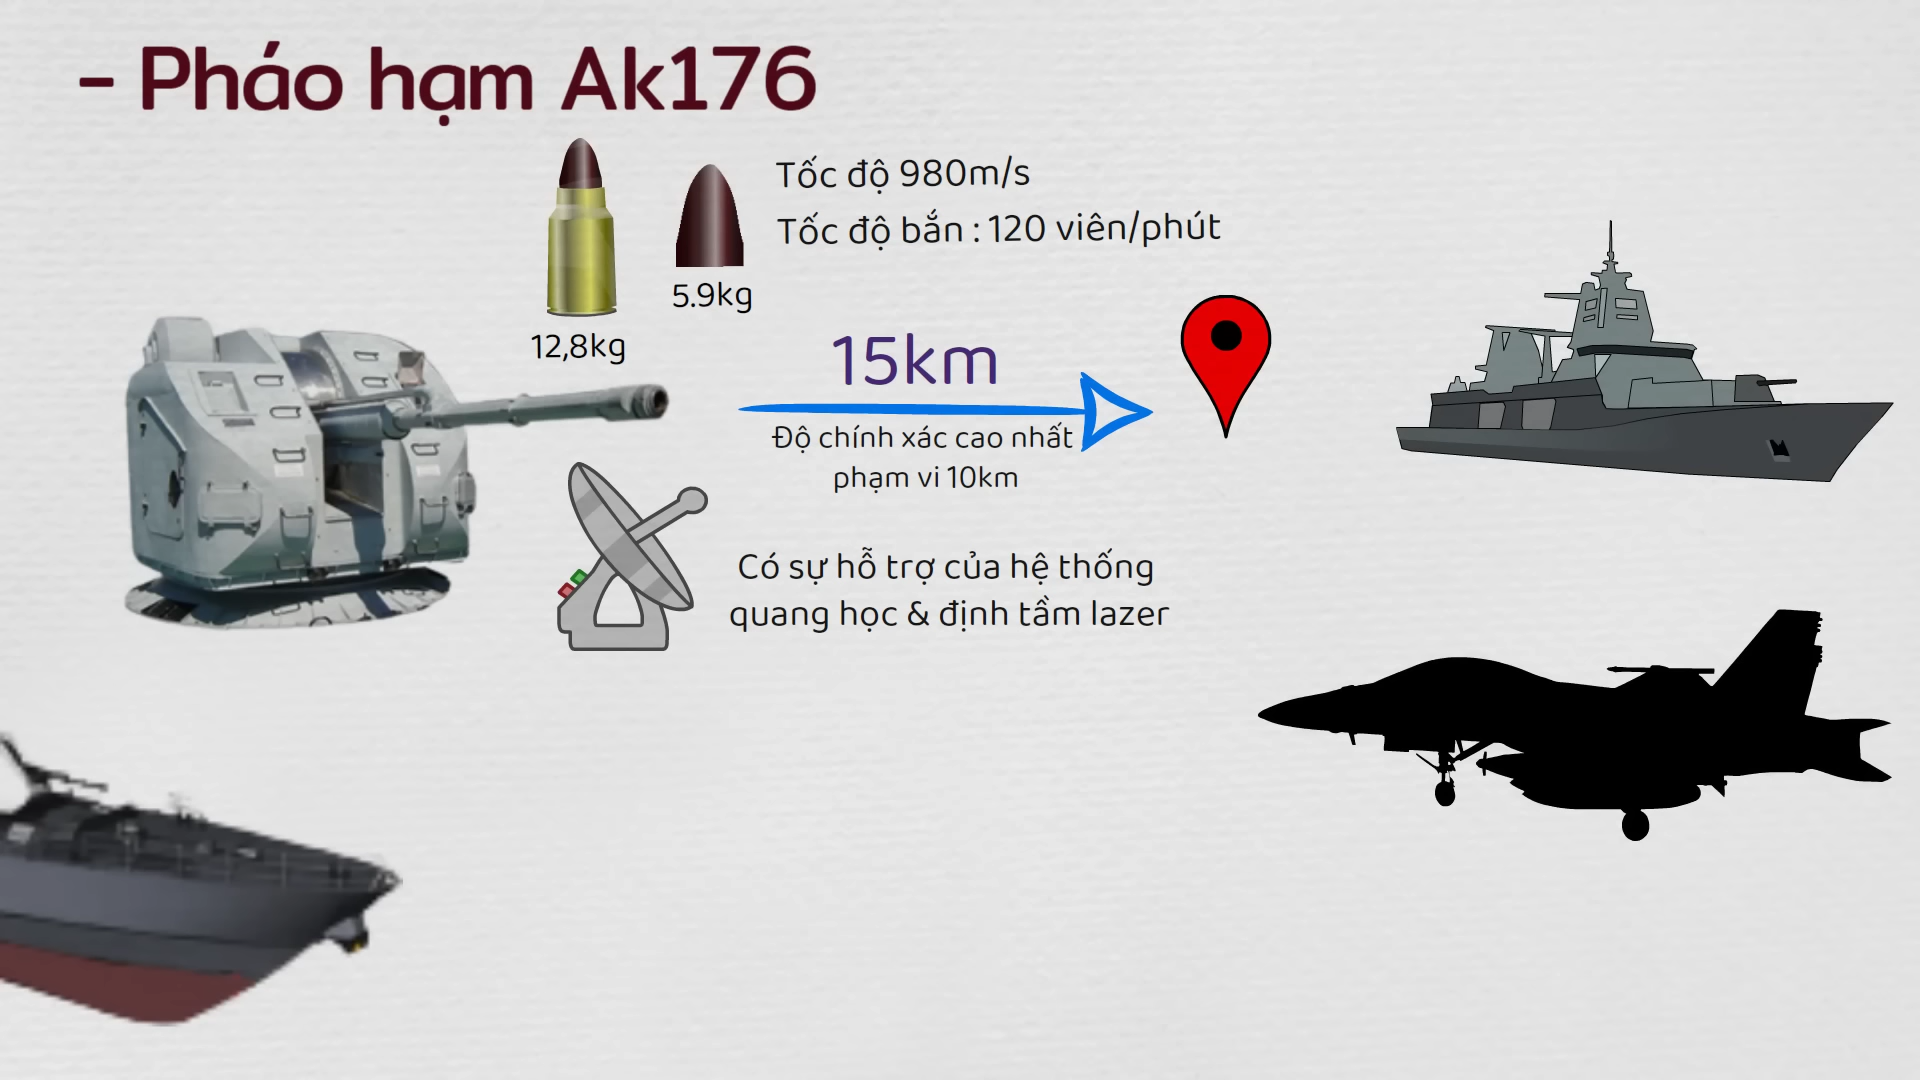 - Pháo hạm Ak176
Tốc độ 980m/s
Tốc độ bắn : 120 viên/phút
5.9kg
12,8kg
15km
Độ chính xác cao nhất
phạm vi 10km
Có sự hỗ trợ của hệ thống
quang học & định tầm lazer